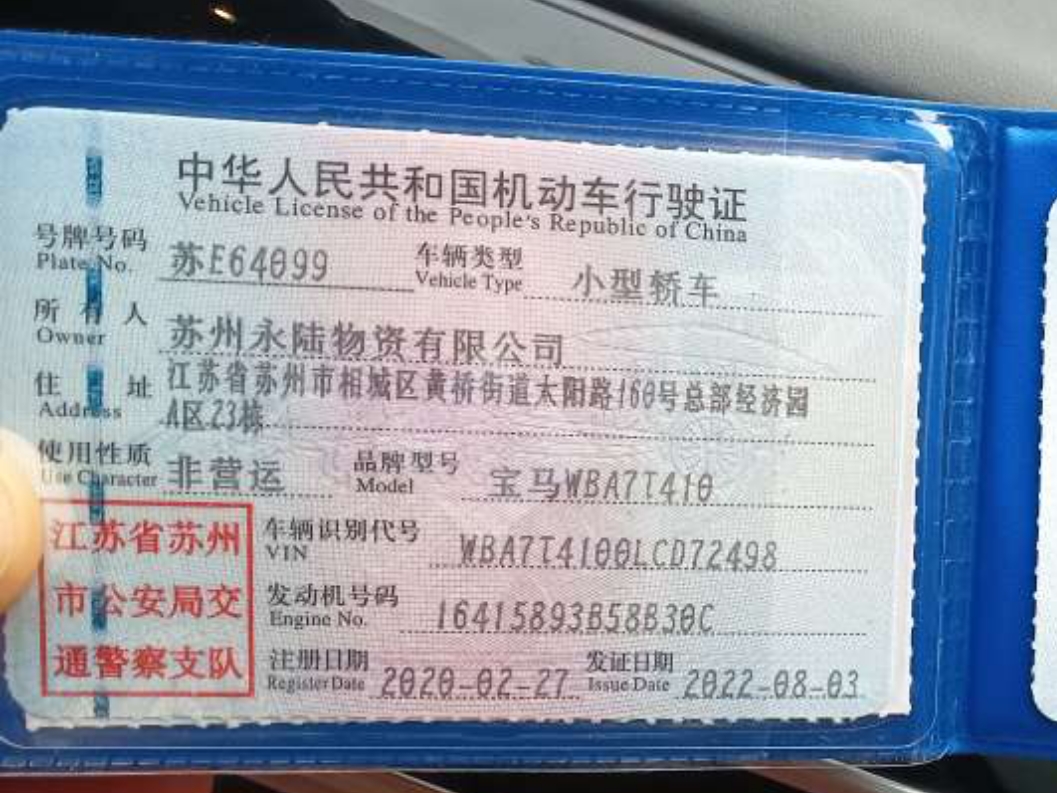 中华人民共和国机动车行驶证
Vehicle License of the People's Republic of China
号牌号码 苏E64099 车辆类型 小型轿车
Plate No. Vehicle Type
所有人 苏州永陆物资有限公司
Owner
住址 江苏省苏州市相城区黄桥街道太阳路160号总部经济园
Address A区23栋
使用性质 非营运 品牌型号 宝马WBA7T410
Use Character Model
江苏省苏州 车辆识别代号 WBA7T4100LCD72498
VIN
市公安局交 发动机号码 16415893B58B30C
Engine No.
通警察支队 注册日期 2020-02-27 发证日期 2022-08-03
Register Date Issue Date